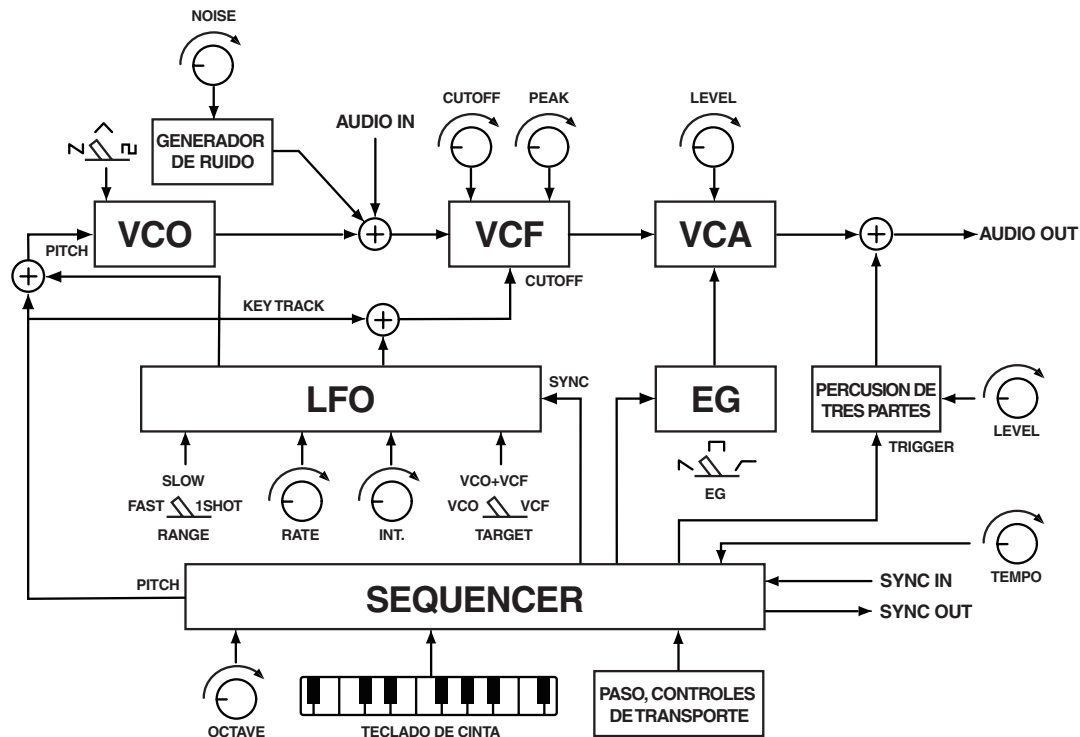 NOISE
CUTOFF
PEAK
LEVEL
GENERADOR
DE RUIDO
AUDIO IN
VCO
VCF
VCA
PITCH
AUDIO OUT
CUTOFF
KEY TRACK
LFO
SYNC
EG
PERCUSION DE
TRES PARTES
LEVEL
TRIGGER
SLOW
FAST
1SHOT
RANGE
RATE
INT.
VCO+VCF
VCO
VCF
TARGET
EG
TEMPO
PITCH
SEQUENCER
SYNC IN
SYNC OUT
OCTAVE
TECLADO DE CINTA
PASO, CONTROLES
DE TRANSPORTE